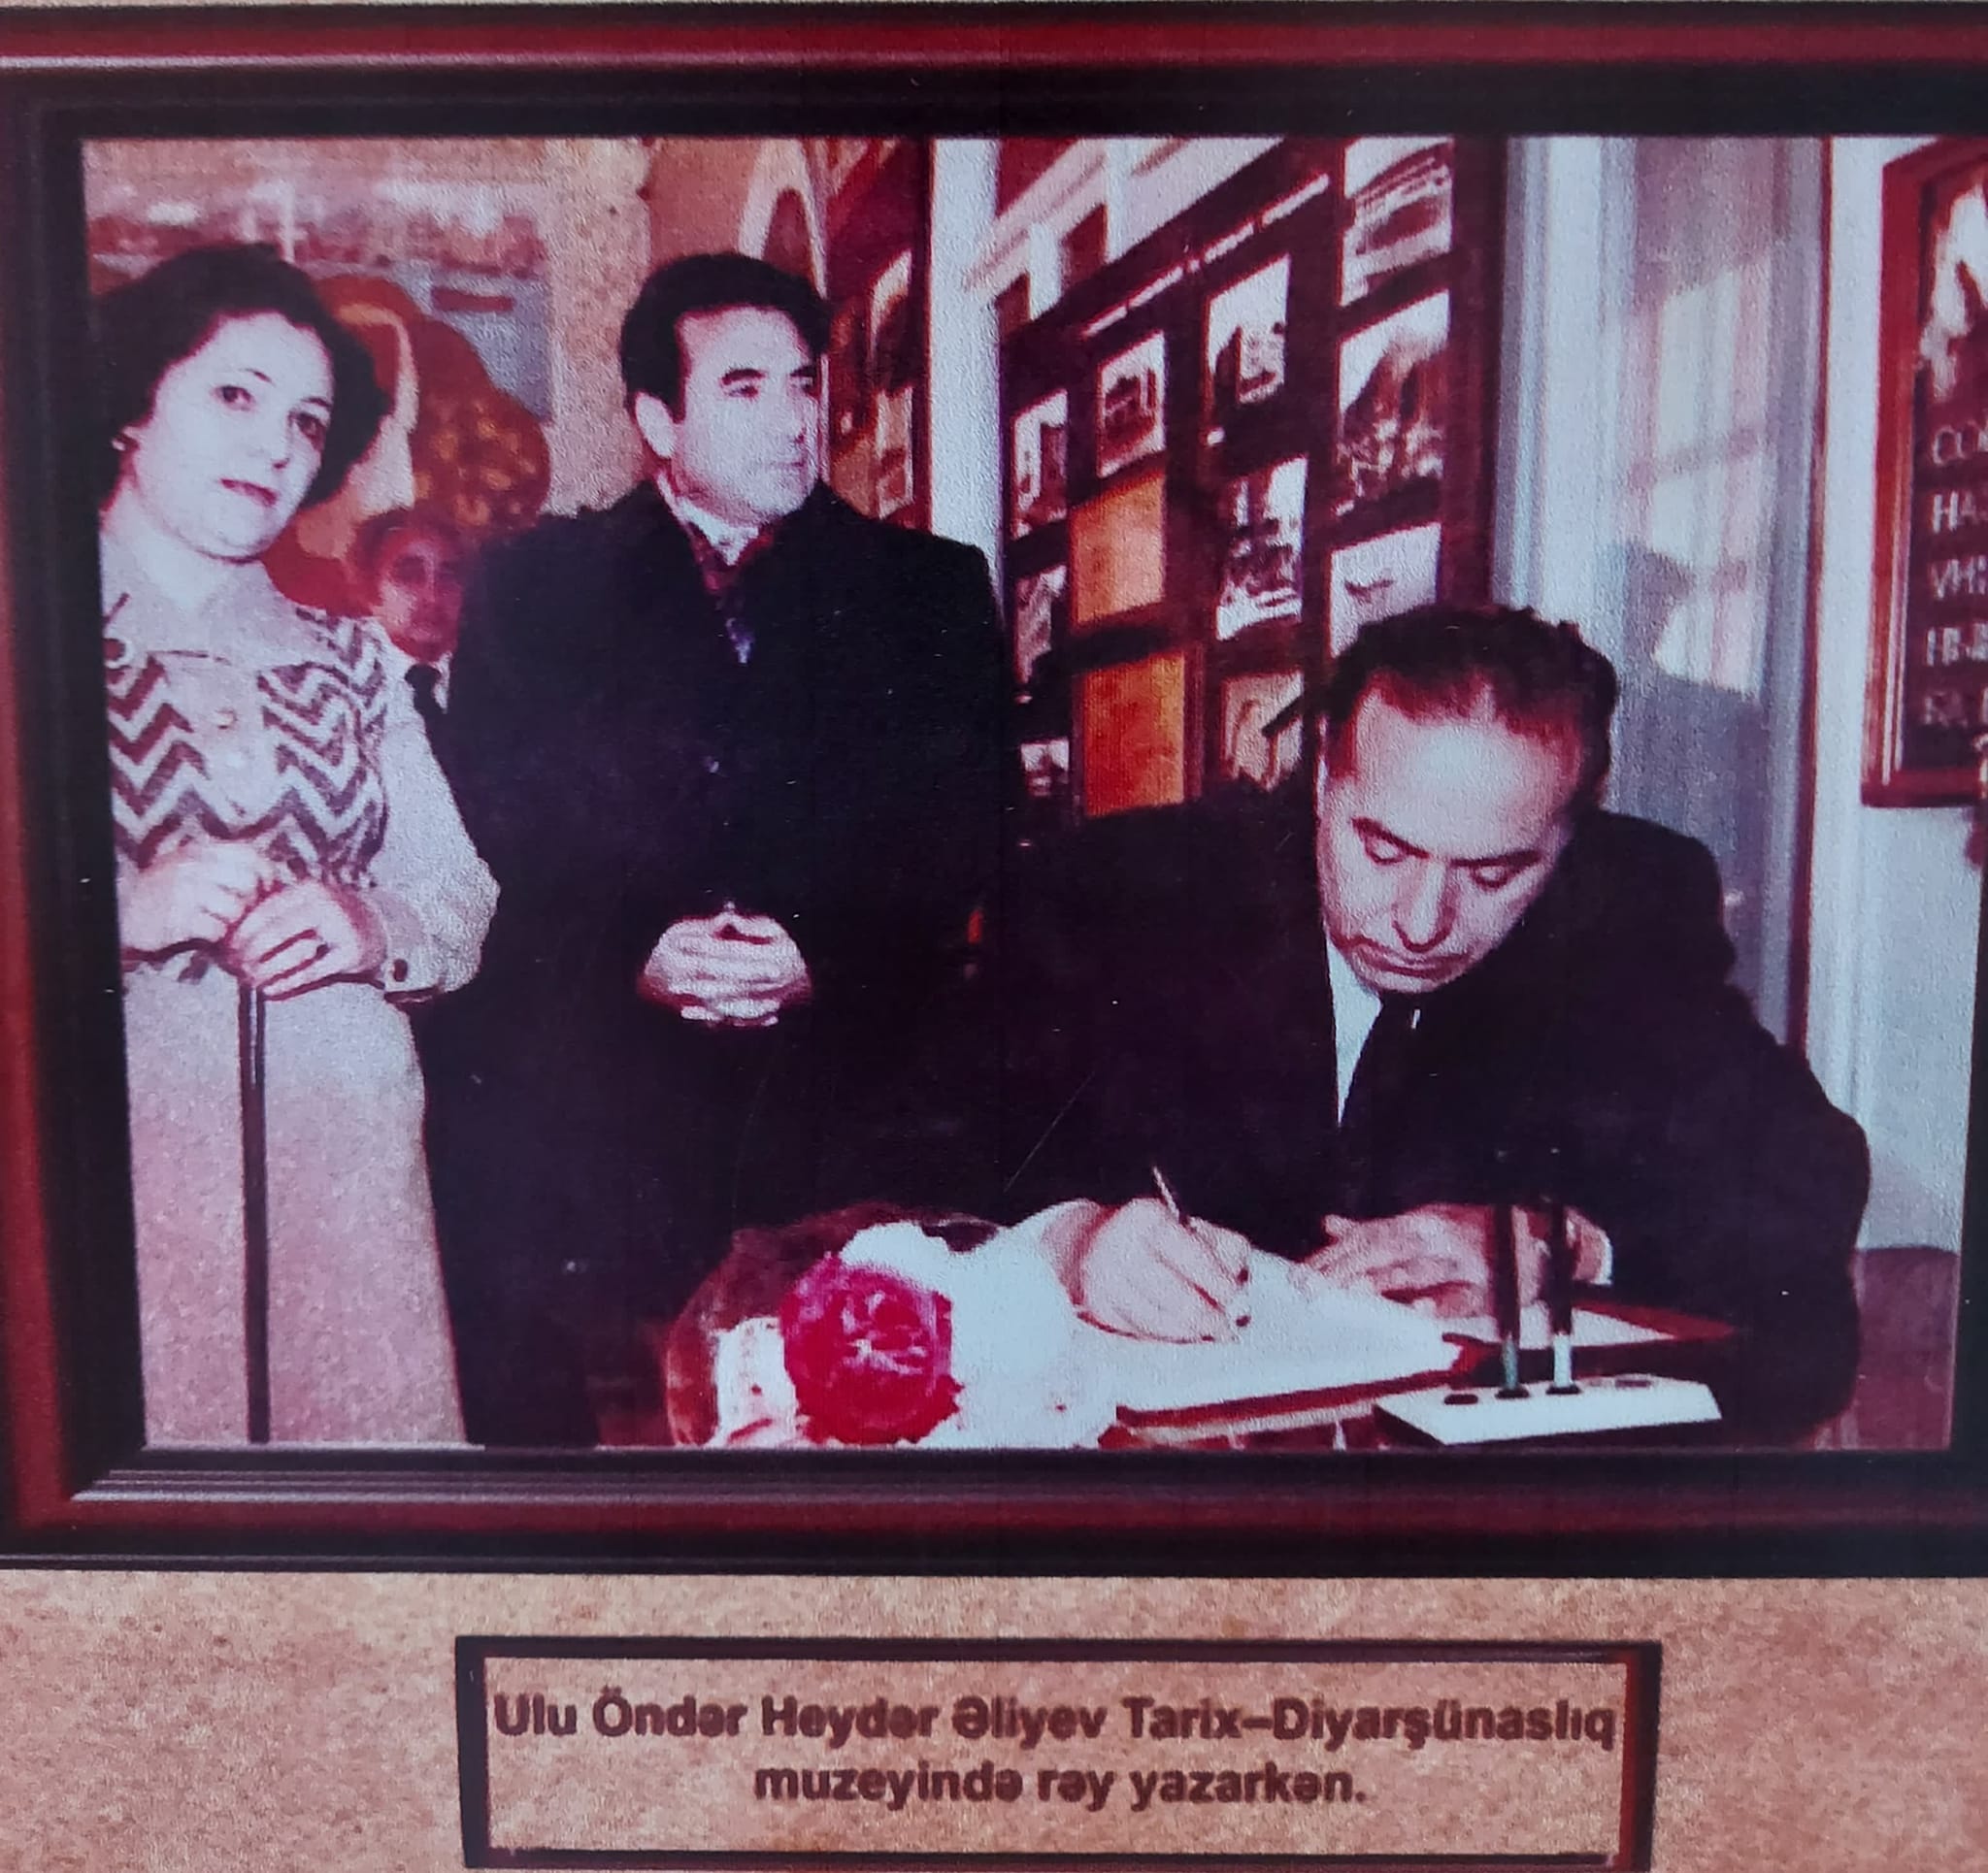 Ulu Öndər Heydər Əliyev Tarix–Diyarşünaslıq
muzeyində rəy yazarkən.